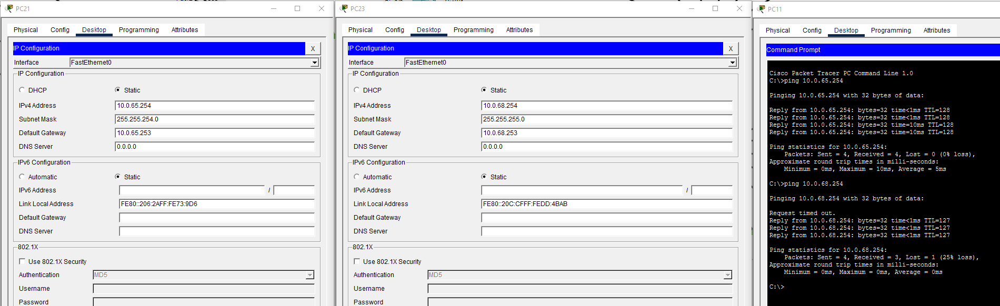 PC21
Physical Config Desktop Programming Attributes
IP Configuration X
Interface FastEthernet0
IP Configuration
DHCP Static
IPv4 Address 10.0.65.254
Subnet Mask 255.255.254.0
Default Gateway 10.0.65.253
DNS Server 0.0.0.0
IPv6 Configuration
Automatic Static
IPv6 Address /
Link Local Address FE80::206:2AFF:FE73:9D6
Default Gateway
DNS Server
802.1X
Use 802.1X Security
Authentication MD5
Username
Password
PC23
Physical Config Desktop Programming Attributes
IP Configuration X
Interface FastEthernet0
IP Configuration
DHCP Static
IPv4 Address 10.0.68.254
Subnet Mask 255.255.255.0
Default Gateway 10.0.68.253
DNS Server 0.0.0.0
IPv6 Configuration
Automatic Static
IPv6 Address /
Link Local Address FE80::20C:CFFF:FEDD:4BAB
Default Gateway
DNS Server
802.1X
Use 802.1X Security
Authentication MD5
Username
Password
PC11
Physical Config Desktop Programming Attributes
Command Prompt
Cisco Packet Tracer PC Command Line 1.0
C:\>ping 10.0.65.254
Pinging 10.0.65.254 with 32 bytes of data:
Reply from 10.0.65.254: bytes=32 time<1ms TTL=128
Reply from 10.0.65.254: bytes=32 time<1ms TTL=128
Reply from 10.0.65.254: bytes=32 time=10ms TTL=128
Reply from 10.0.65.254: bytes=32 time=10ms TTL=128
Ping statistics for 10.0.65.254:
Packets: Sent = 4, Received = 4, Lost = 0 (0% loss),
Approximate round trip times in milli-seconds:
Minimum = 0ms, Maximum = 10ms, Average = 5ms
C:\>ping 10.0.68.254
Pinging 10.0.68.254 with 32 bytes of data:
Request timed out.
Reply from 10.0.68.254: bytes=32 time<1ms TTL=127
Reply from 10.0.68.254: bytes=32 time<1ms TTL=127
Reply from 10.0.68.254: bytes=32 time<1ms TTL=127
Ping statistics for 10.0.68.254:
Packets: Sent = 4, Received = 3, Lost = 1 (25% loss),
Approximate round trip times in milli-seconds:
Minimum = 0ms, Maximum = 0ms, Average = 0ms
C:\>